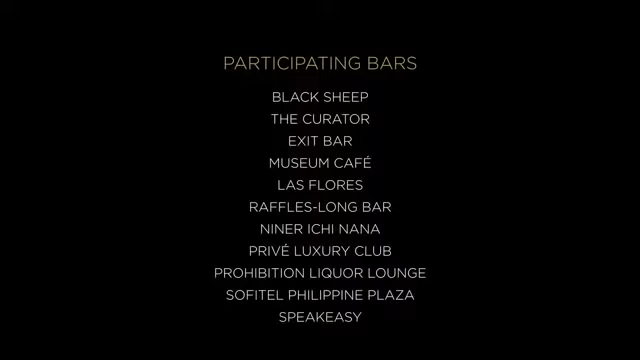 PARTICIPATING BARS
BLACK SHEEP
THE CURATOR
EXIT BAR
MUSEUM CAFÉ
LAS FLORES
RAFFLES-LONG BAR
NINER ICHI NANA
PRIVÉ LUXURY CLUB
PROHIBITION LIQUOR LOUNGE
SOFITEL PHILIPPINE PLAZA
SPEAKEASY